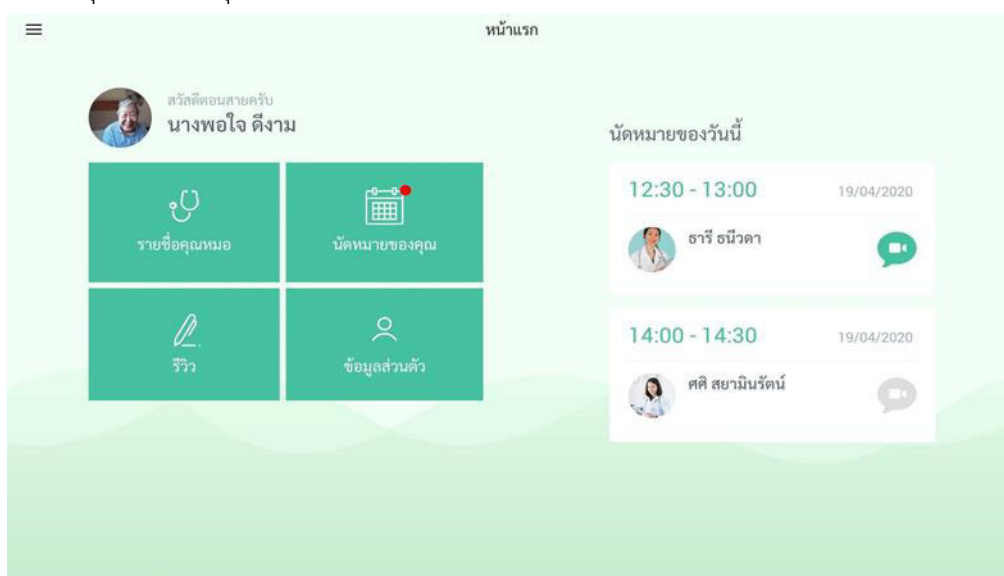 หน้าแรก
สวัสดีตอนสายครับ
นางพอใจ ดีงาม
รายชื่อคุณหมอ
นัดหมายของคุณ
รีวิว
ข้อมูลส่วนตัว
นัดหมายของวันนี้
12:30 - 13:00 19/04/2020
ธารี ธนีวดา
14:00 - 14:30 19/04/2020
ศศิ สยามินรัตน์